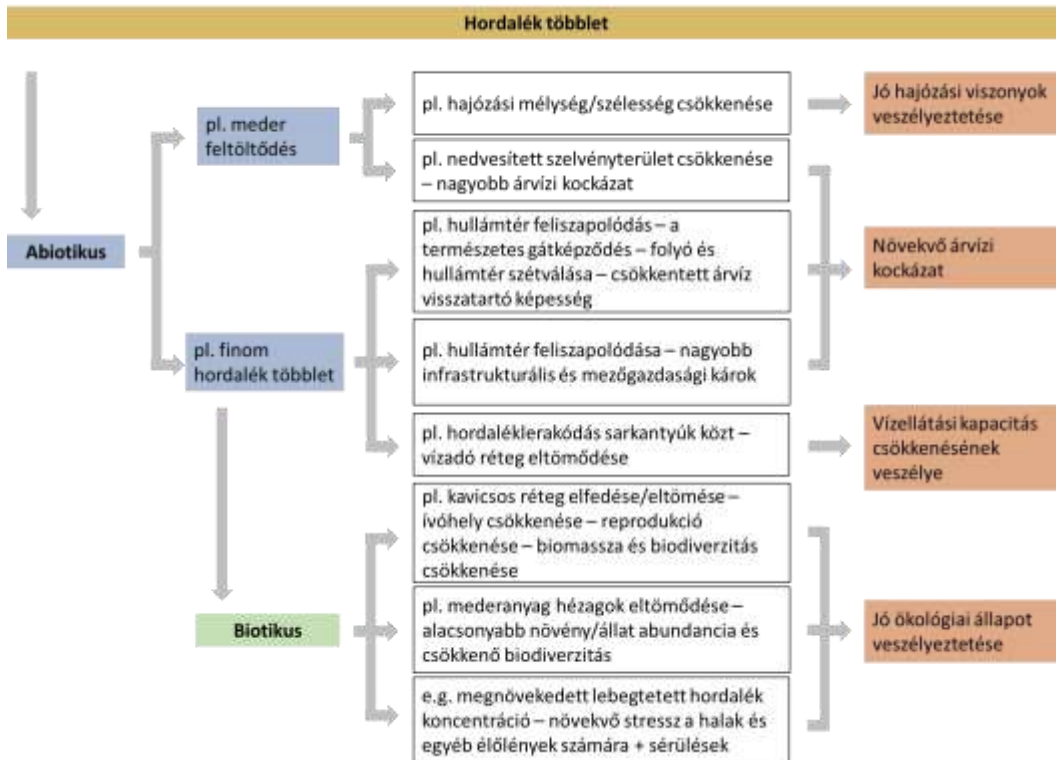 Hordalék többlet
Abiotikus
pl. meder
feltöltődés
pl. finom
hordalék többlet
Biotikus
pl. hajózási mélység/szélesség csökkenése
pl. nedvesített szelvényterület csökkenése
– nagyobb árvízi kockázat
pl. hullámtér feliszapolódás – a
természetes gátképződés – folyó és
hullámtér szétválása – csökkentett árvíz
visszatartó képesség
pl. hullámtér feliszapolódása – nagyobb
infrastrukturális és mezőgazdasági károk
pl. hordaléklerakódás sarkantyúk közt –
vízadó réteg eltömődése
pl. kavicsos réteg elfedése/eltömése –
ívóhely csökkenése – reprodukció
csökkenése – biomassza és biodiverzitás
csökkenése
pl. mederanyag hézagok eltömődése –
alacsonyabb növény/állat abundancia és
csökkenő biodiverzitás
e.g. megnövekedett lebegtetett hordalék
koncentráció – növekvő stressz a halak és
egyéb élőlények számára + sérülések
Jó hajózási viszonyok
veszélyeztetése
Növekvő árvízi
kockázat
Vízellátási kapacitás
csökkenésének
veszélye
Jó ökológiai állapot
veszélyeztetése